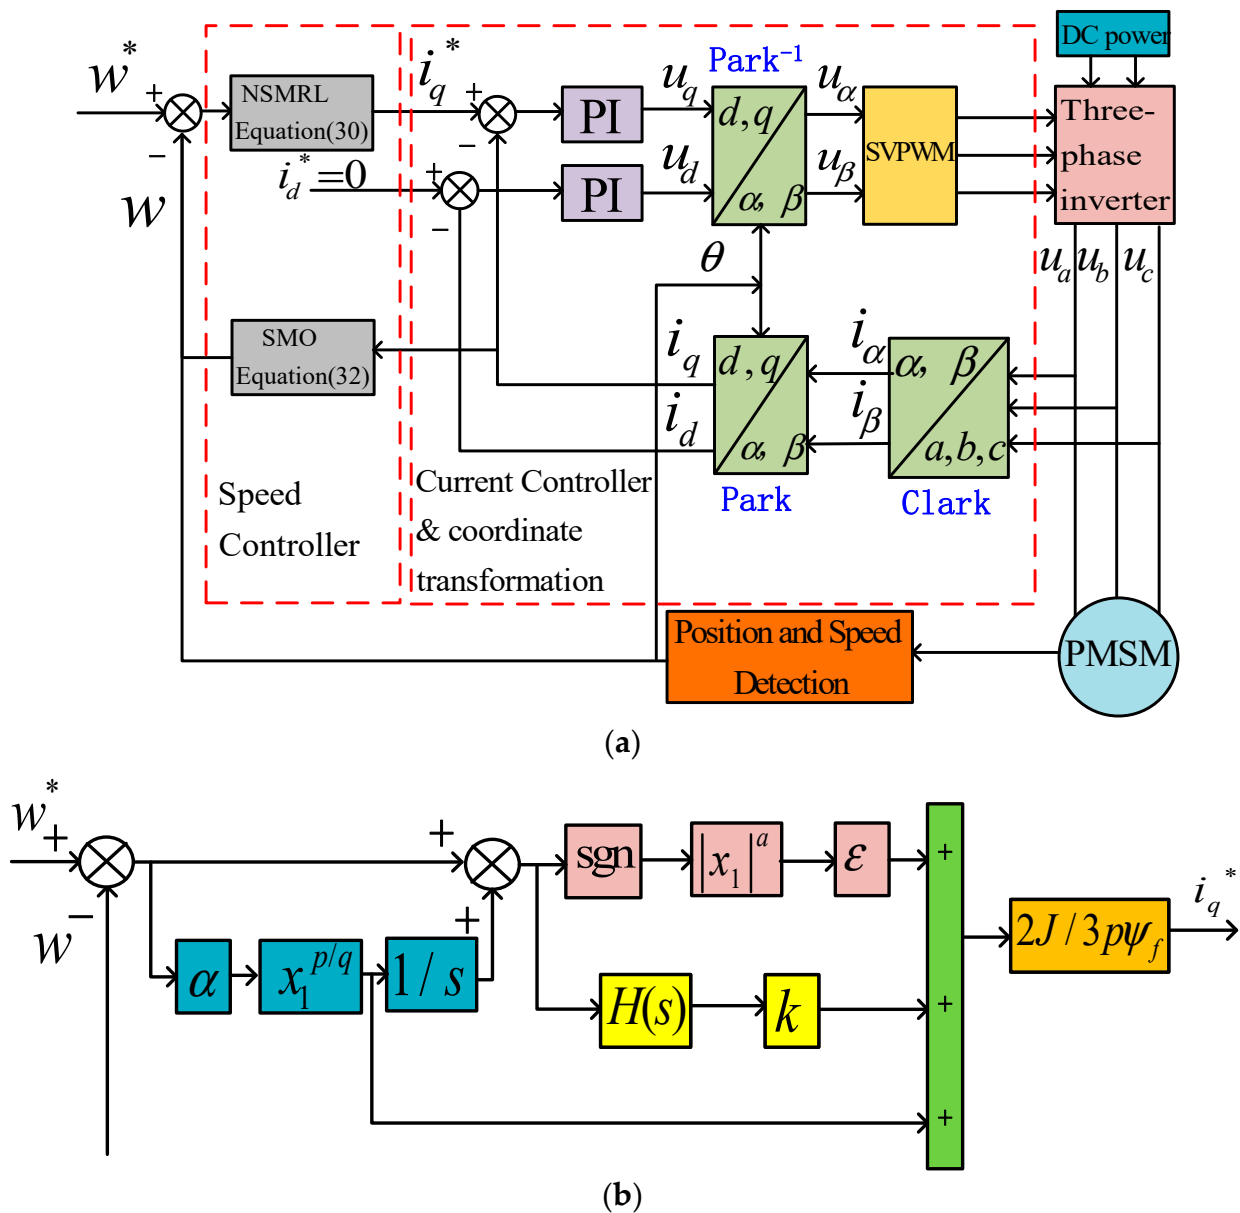 DC power
w*
+
−
w
NSMRL
Equation(30)
i_q*
+
−
i_d*=0
+
−
PI
PI
u_q
u_d
Park⁻¹
d,q
α, β
u_α
u_β
SVPWM
Three-
phase
inverter
u_a u_b u_c
θ
SMO
Equation(32)
i_q
i_d
d,q
α, β
Park
i_α
i_β
α, β
a,b,c
Clark
Speed
Controller
Current Controller
& coordinate
transformation
Position and Speed
Detection
PMSM
(a)
w*
+
−
w
α
x₁^{p/q}
1/s
+
+
sgn
|x₁|^a
ε
H(s)
k
+
+
+
2J/3pψ_f
i_q*
(b)